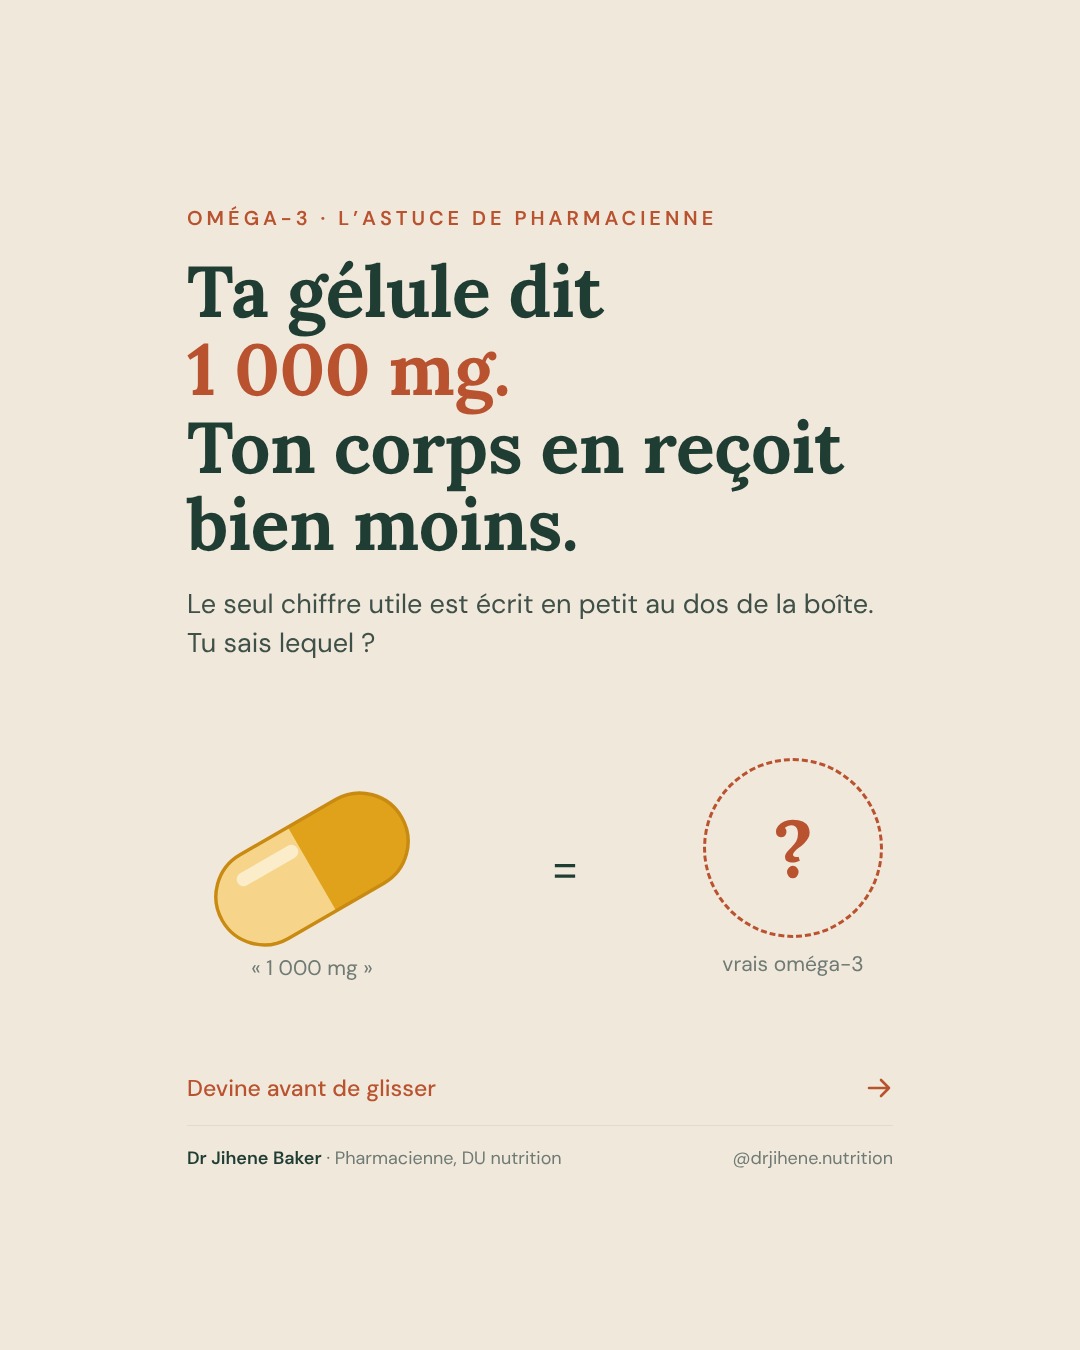 OMÉGA-3 · L’ASTUCE DE PHARMACIENNE
Ta gélule dit
1 000 mg.
Ton corps en reçoit
bien moins.
Le seul chiffre utile est écrit en petit au dos de la boîte.
Tu sais lequel ?
=
?
« 1 000 mg »
vrais oméga-3
Devine avant de glisser →
Dr Jihene Baker · Pharmacienne, DU nutrition
@drjihene.nutrition